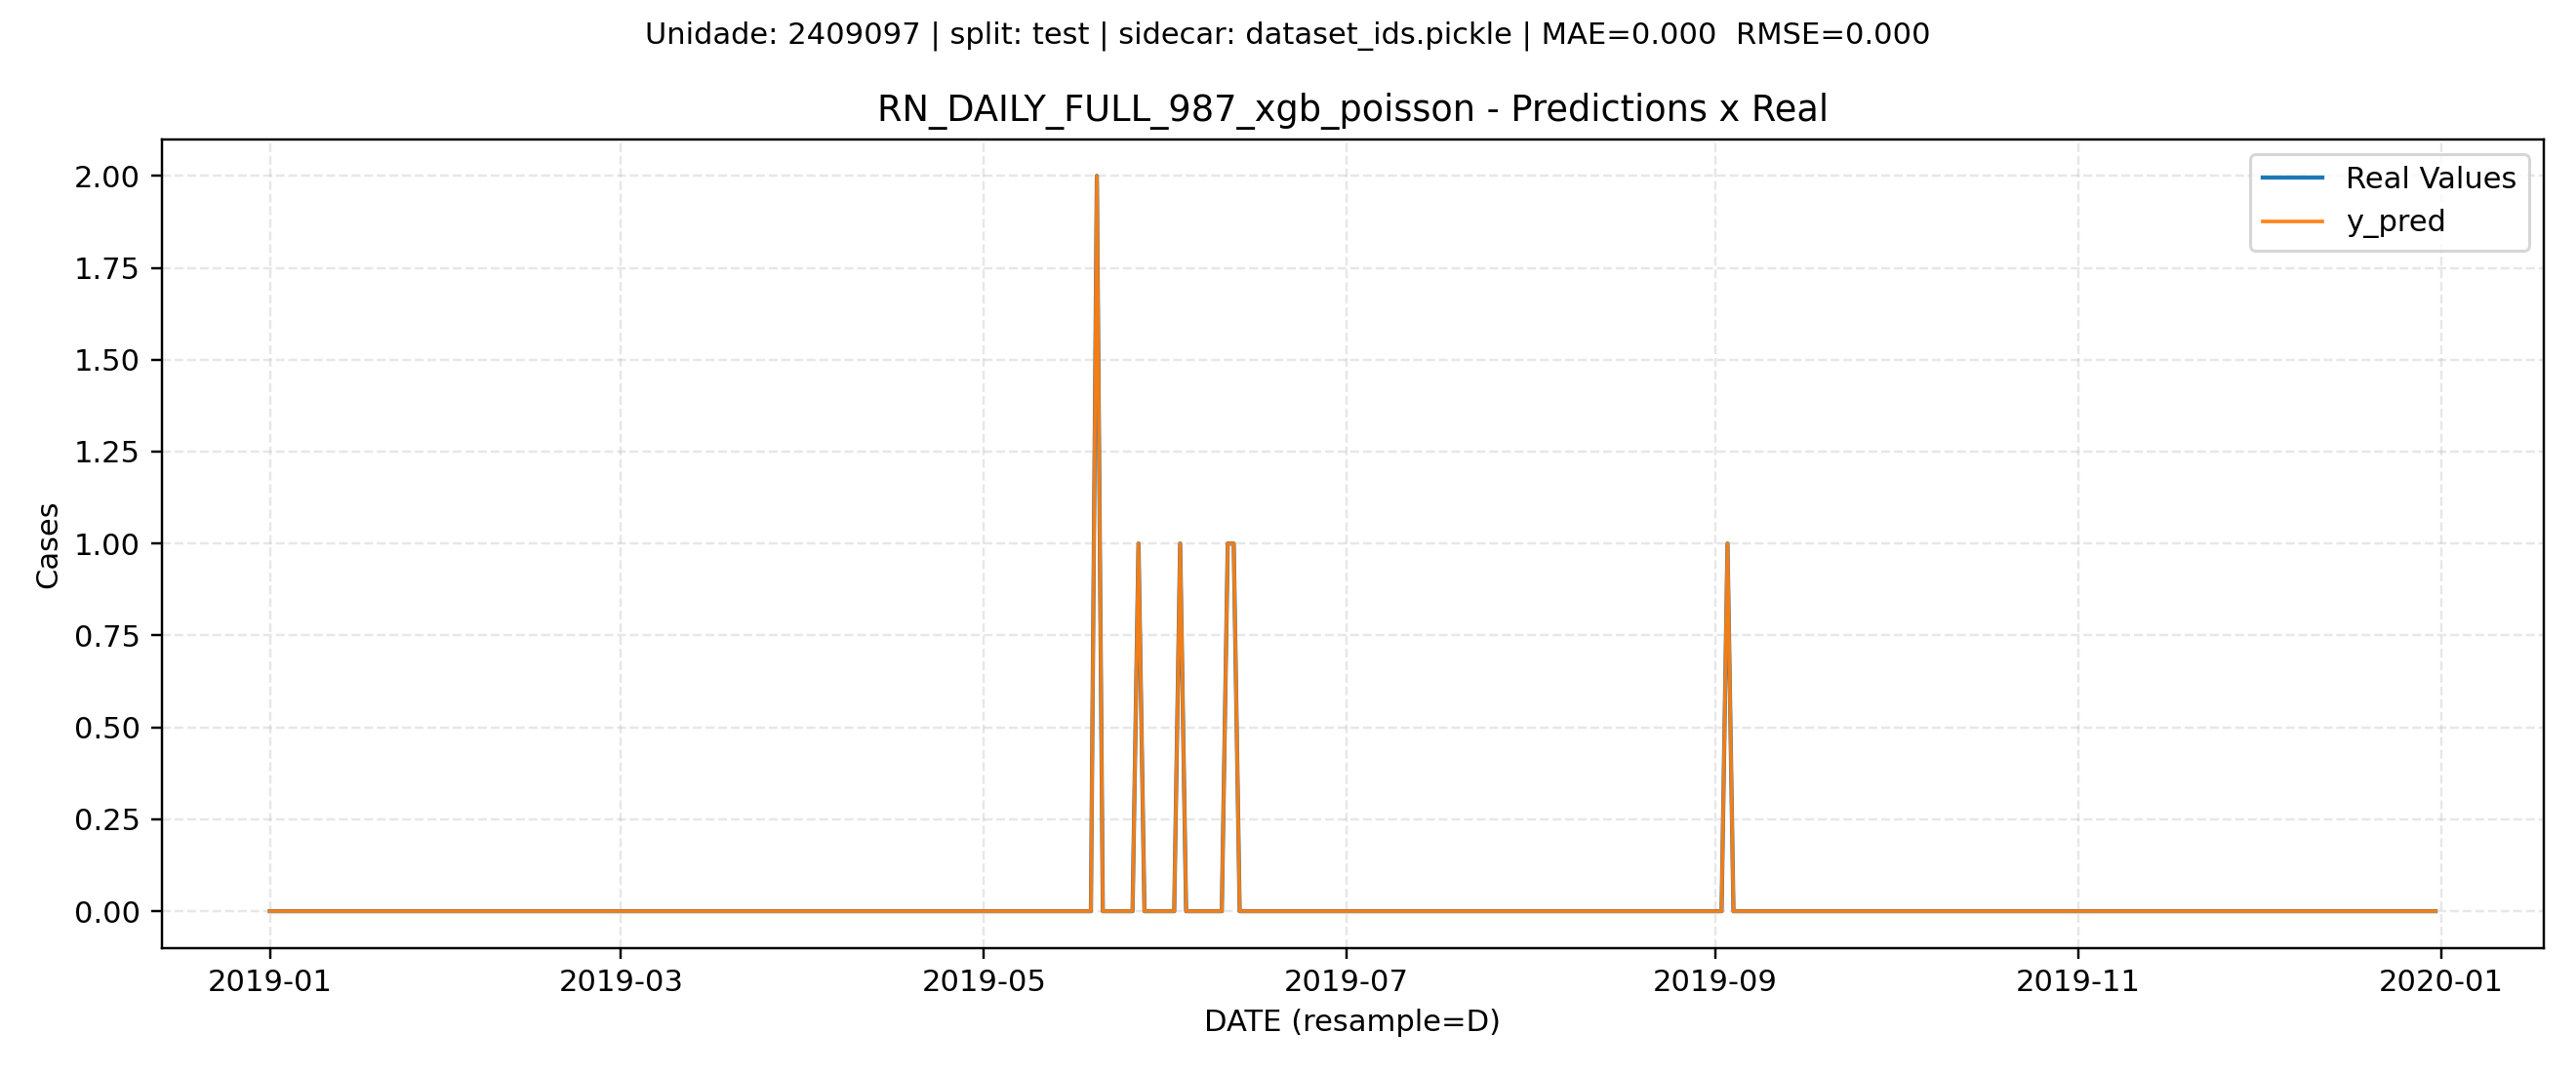 Unidade: 2409097 | split: test | sidecar: dataset_ids.pickle | MAE=0.000  RMSE=0.000
RN_DAILY_FULL_987_xgb_poisson - Predictions x Real
Real Values
y_pred
2.00
1.75
1.50
1.25
1.00
0.75
0.50
0.25
0.00
Cases
2019-01
2019-03
2019-05
2019-07
2019-09
2019-11
2020-01
DATE (resample=D)